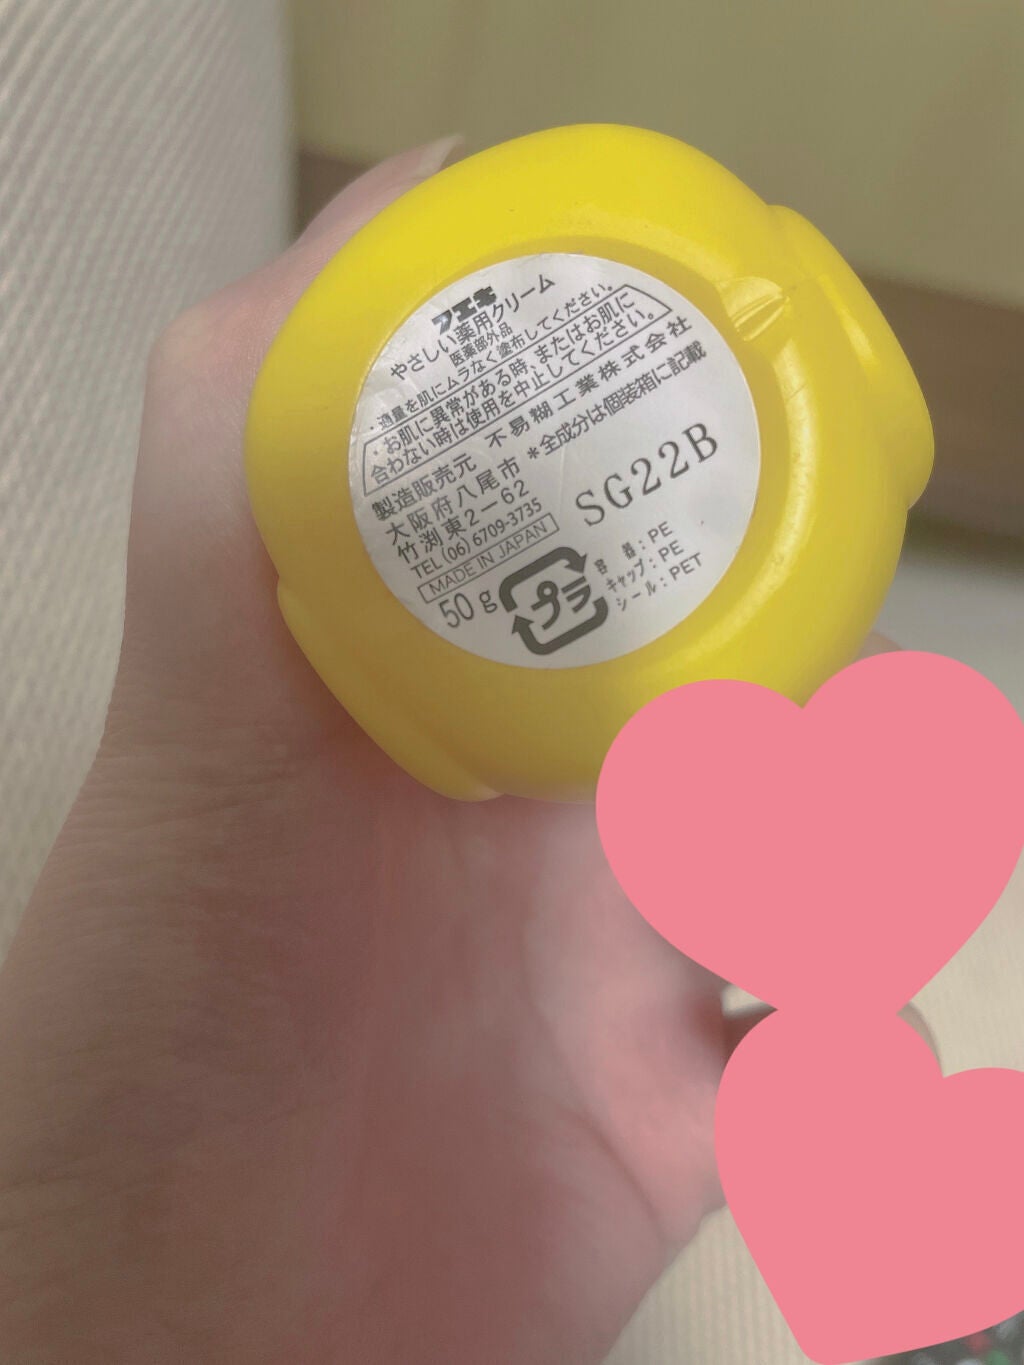 フエキ
やさしい薬用クリーム
医薬部外品
・適量を肌にムラなく塗布してください。
・お肌に異常がある時、またはお肌に
合わない時は使用を中止してください。
製造販売元 不易糊工業株式会社
大阪府八尾市 *全成分は個装箱に記載
竹渕東2-62
TEL(06)6709-3735
SG22B
MADE IN JAPAN
50g
プラ
容器:PE
キャップ:PE
シール:PET